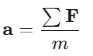 𝐚 = ∑ 𝐅 / m